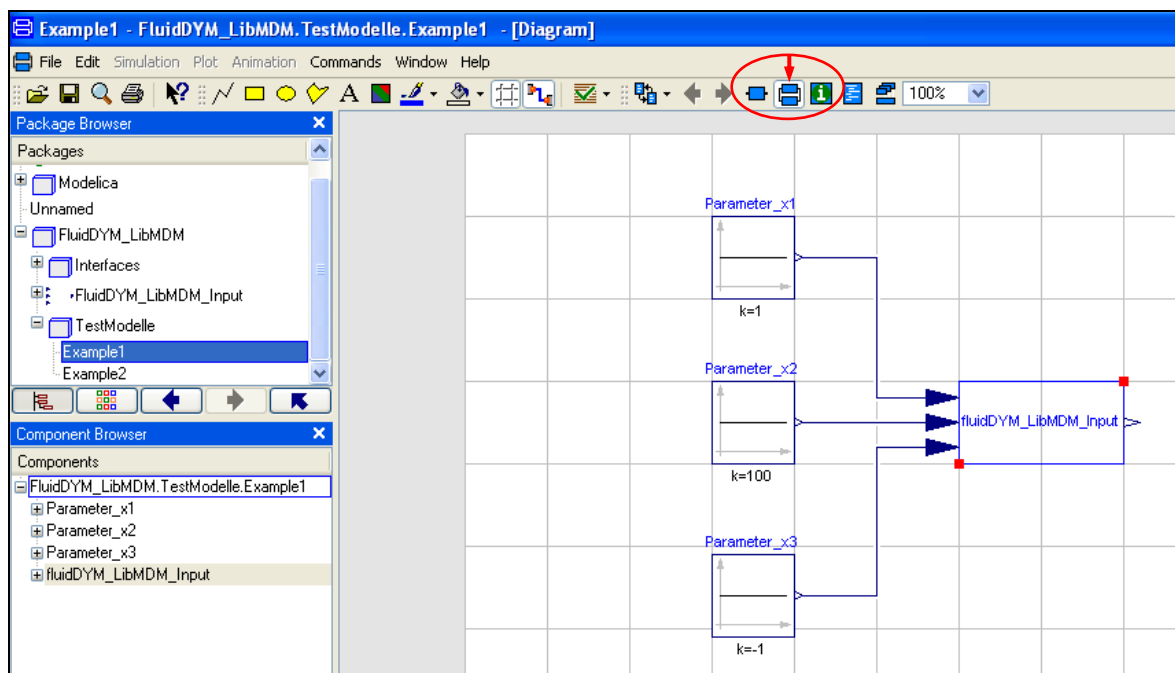 Example1 - FluidDYM_LibMDM.TestModelle.Example1 - [Diagram]
File Edit Simulation Plot Animation Commands Window Help
A
100%
Package Browser
Packages
Modelica
Unnamed
FluidDYM_LibMDM
Interfaces
FluidDYM_LibMDM_Input
TestModelle
Example1
Example2
Component Browser
Components
FluidDYM_LibMDM.TestModelle.Example1
Parameter_x1
Parameter_x2
Parameter_x3
fluidDYM_LibMDM_Input
Parameter_x1
k=1
Parameter_x2
k=100
fluidDYM_LibMDM_Input
Parameter_x3
k=-1